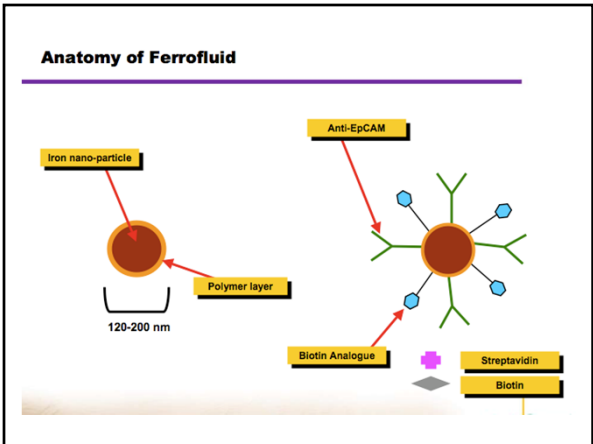 Anatomy of Ferrofluid
Anti-EpCAM
Iron nano-particle
Polymer layer
120-200 nm
Biotin Analogue
Streptavidin
Biotin